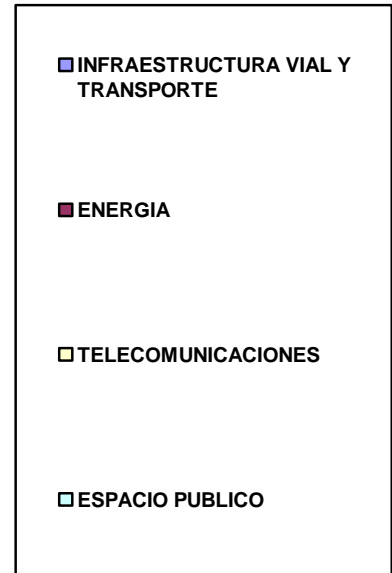 INFRAESTRUCTURA VIAL Y
TRANSPORTE
ENERGIA
TELECOMUNICACIONES
ESPACIO PUBLICO